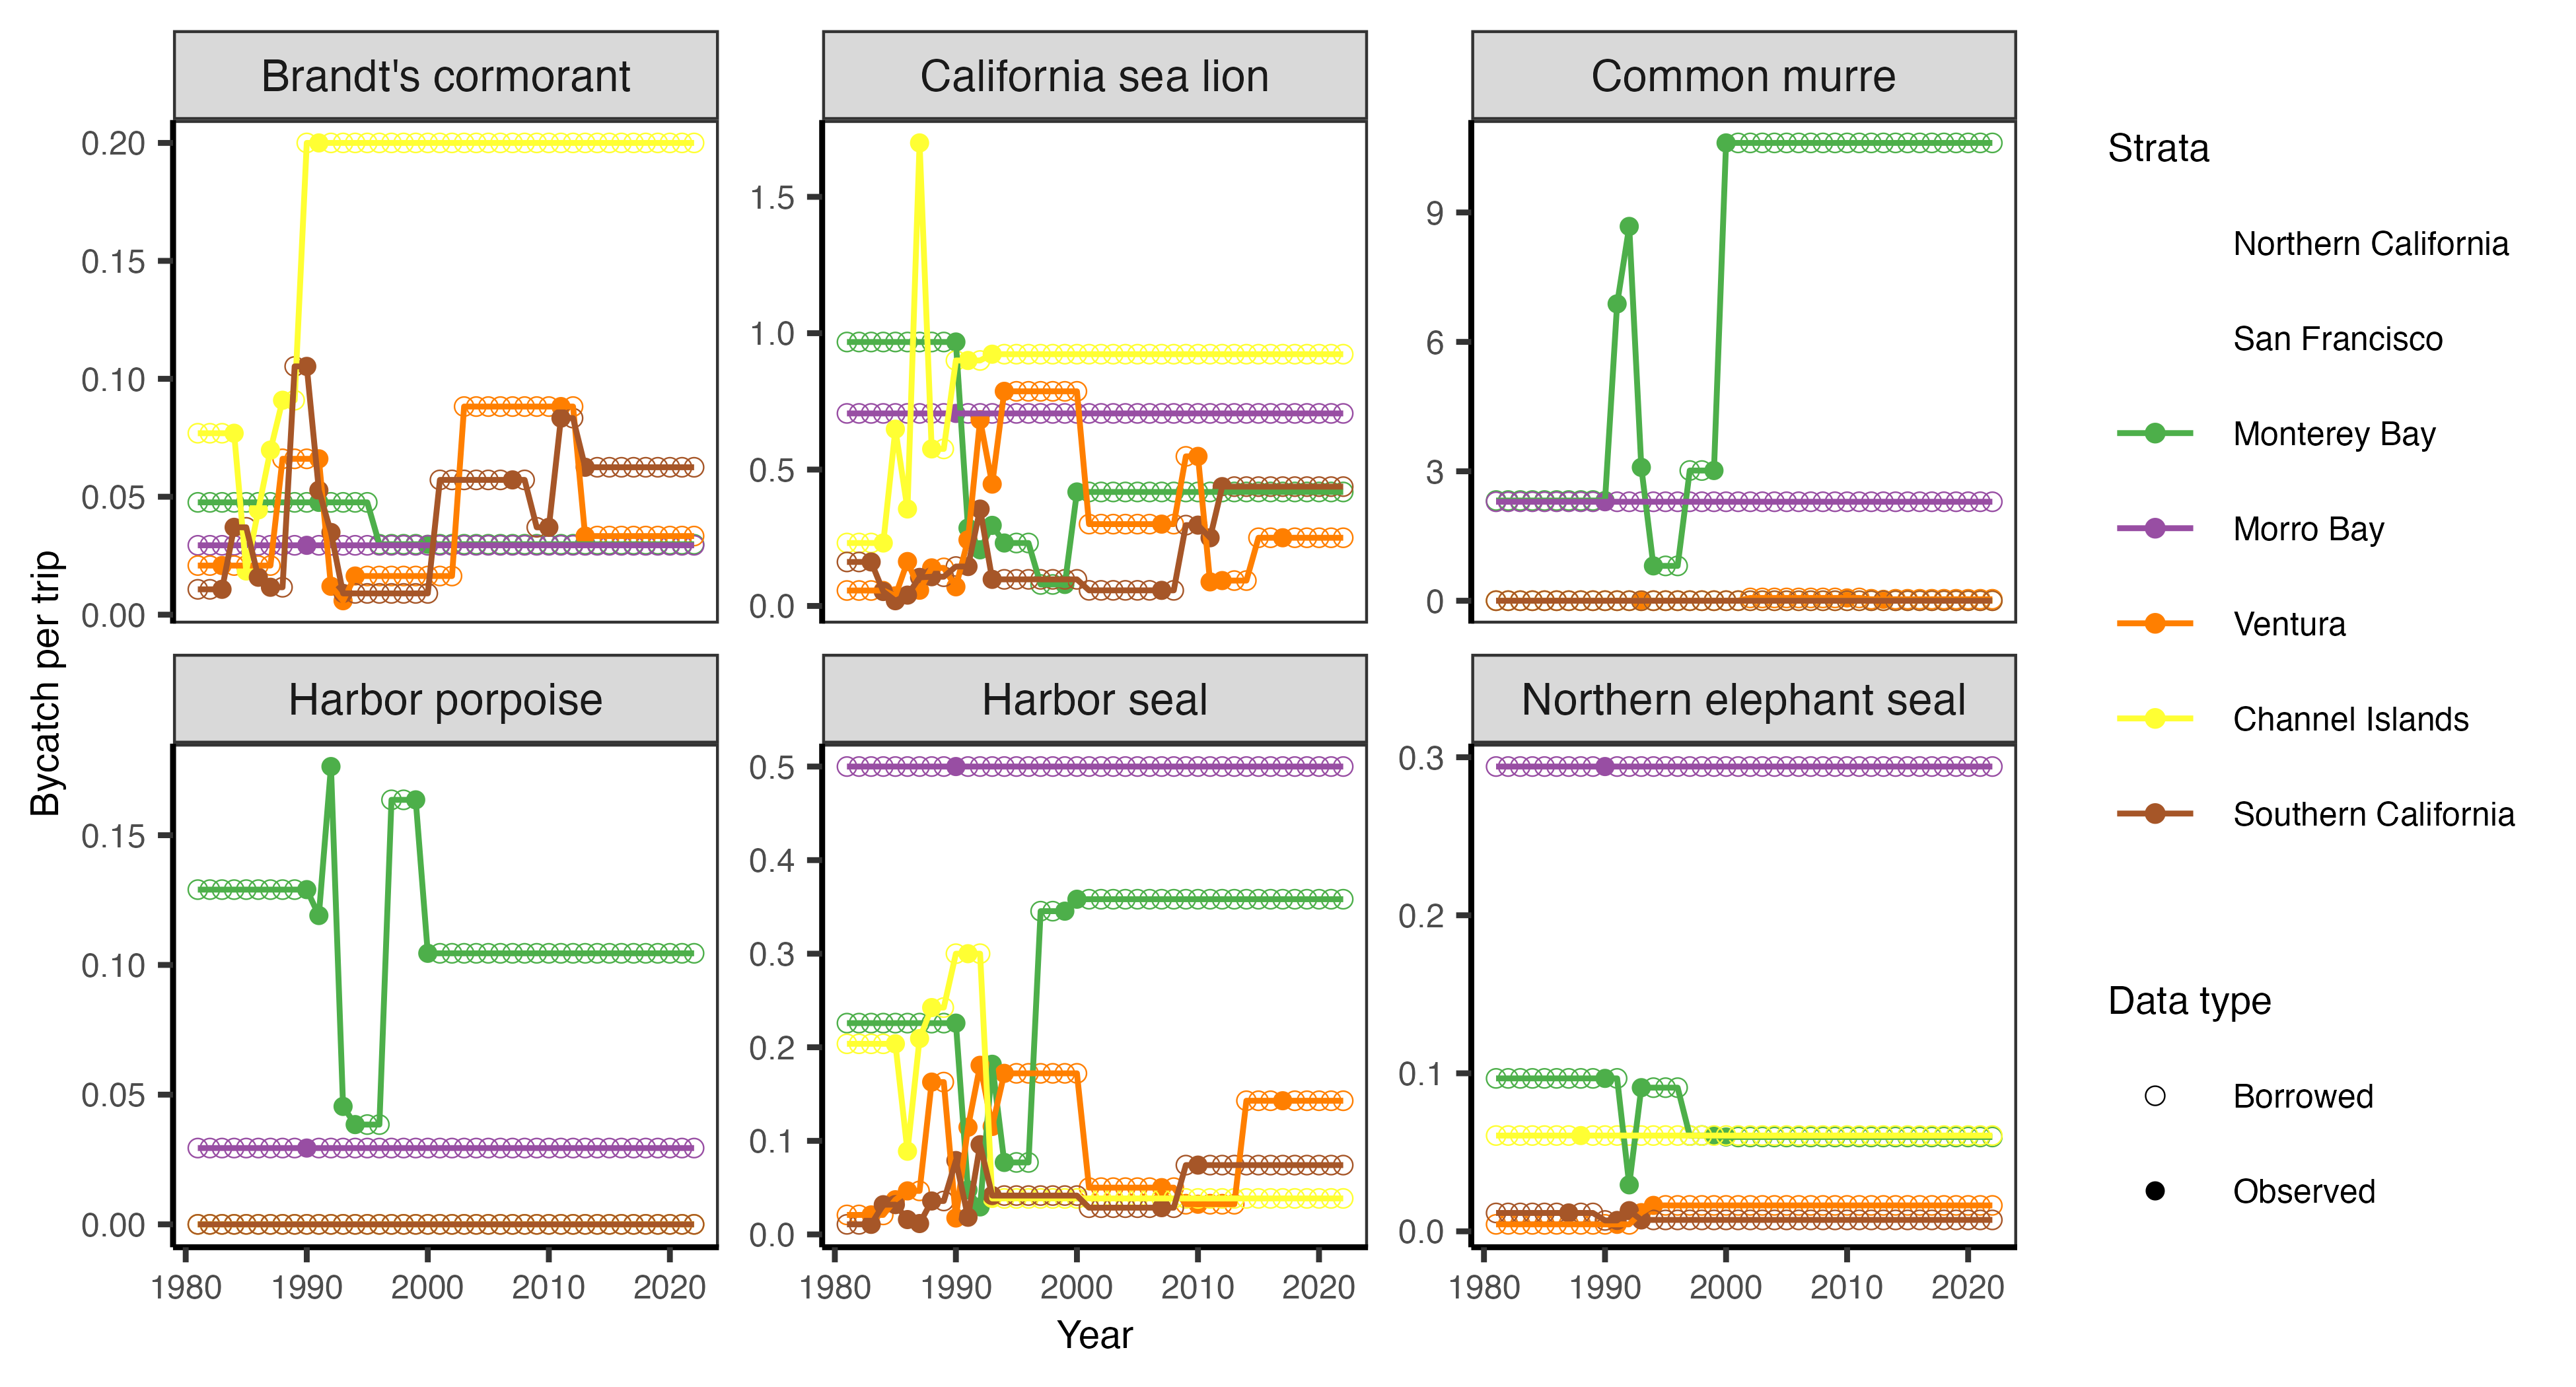 Brandt's cormorant
California sea lion
Common murre
0.20
0.15
0.10
0.05
0.00
1.5
1.0
0.5
0.0
9
6
3
0
Harbor porpoise
Harbor seal
Northern elephant seal
0.15
0.10
0.05
0.00
0.5
0.4
0.3
0.2
0.1
0.0
0.3
0.2
0.1
0.0
1980 1990 2000 2010 2020
1980 1990 2000 2010 2020
1980 1990 2000 2010 2020
Bycatch per trip
Year
Strata
Northern California
San Francisco
Monterey Bay
Morro Bay
Ventura
Channel Islands
Southern California
Data type
Borrowed
Observed